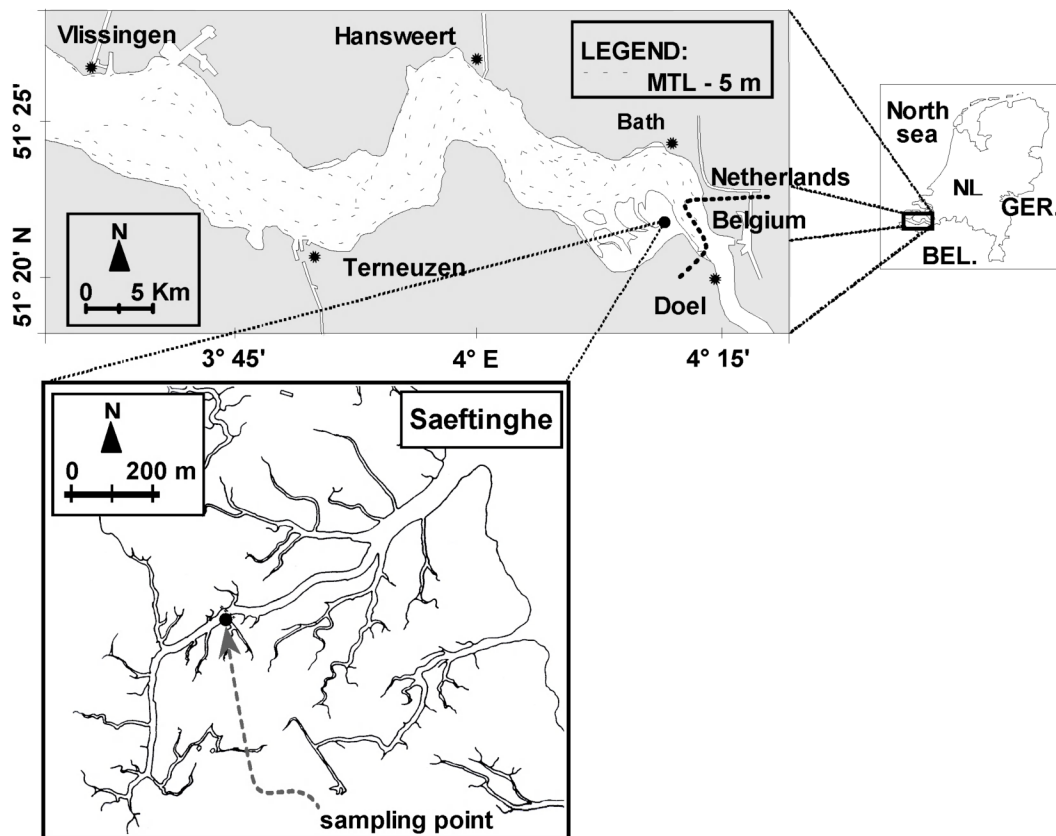 Vlissingen
Hansweert
LEGEND:
MTL - 5 m
Bath
Netherlands
Belgium
Terneuzen
Doel
N
0 5 Km
51° 25'
51° 20' N
3° 45'
4° E
4° 15'
North
sea
NL
GER.
BEL.
Saeftinghe
N
0 200 m
sampling point